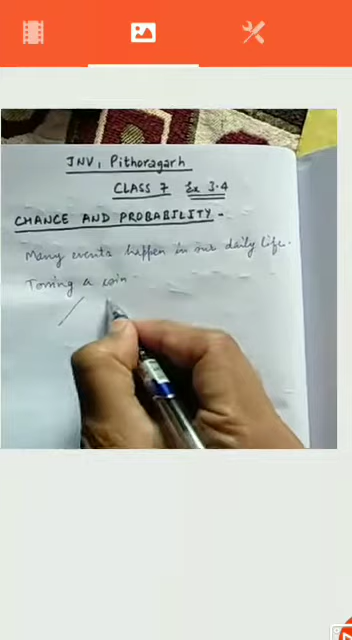 JNV, Pithoragarh
CLASS 7 Ex 3.4
CHANCE AND PROBABILITY -
Many events happen in our daily life.
Tossing a coin